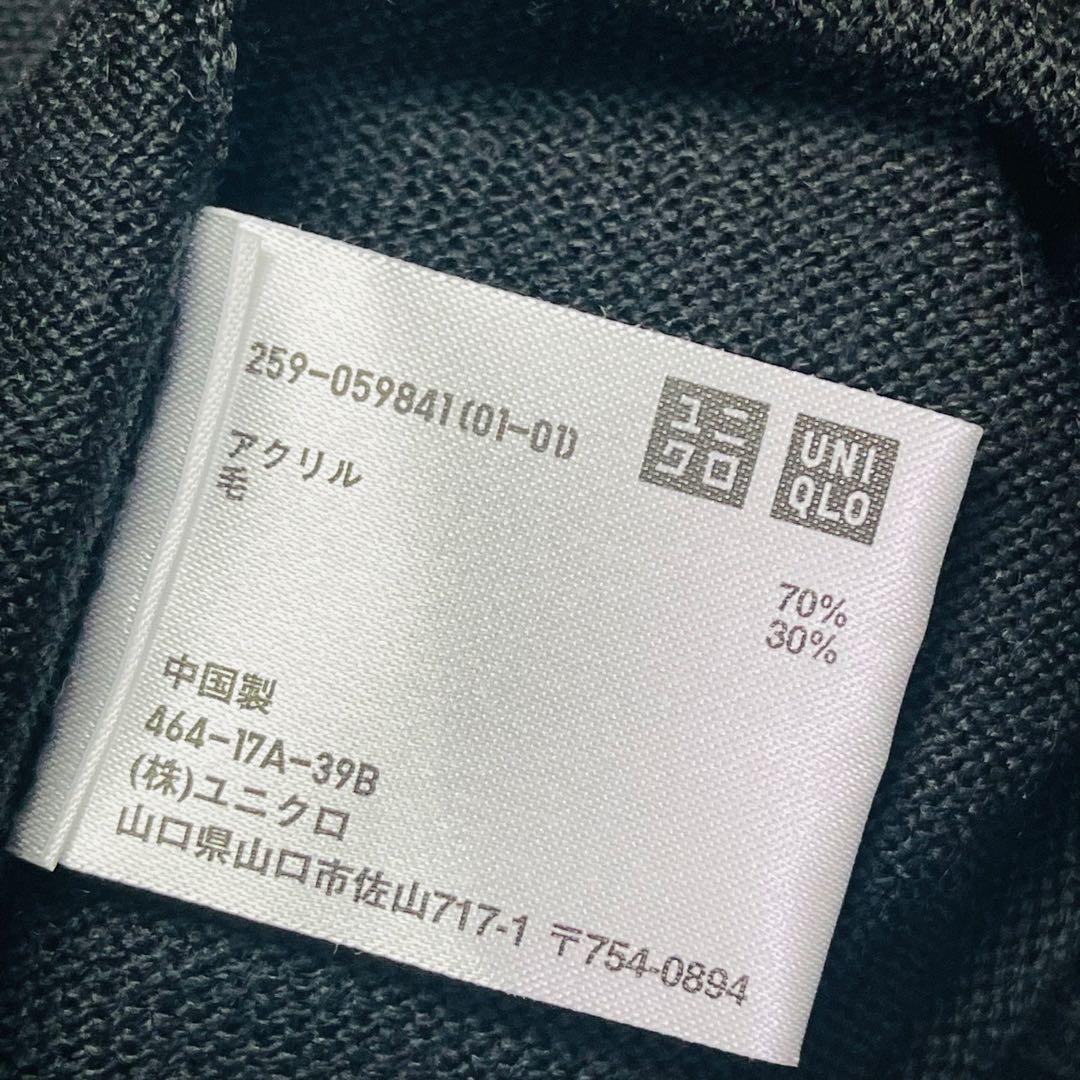 259-059841(01-01)
ユニ
クロ
UNI
QLO
アクリル 70%
毛 30%
中国製
464-17A-39B
(株)ユニクロ
山口県山口市佐山717-1 〒754-0894